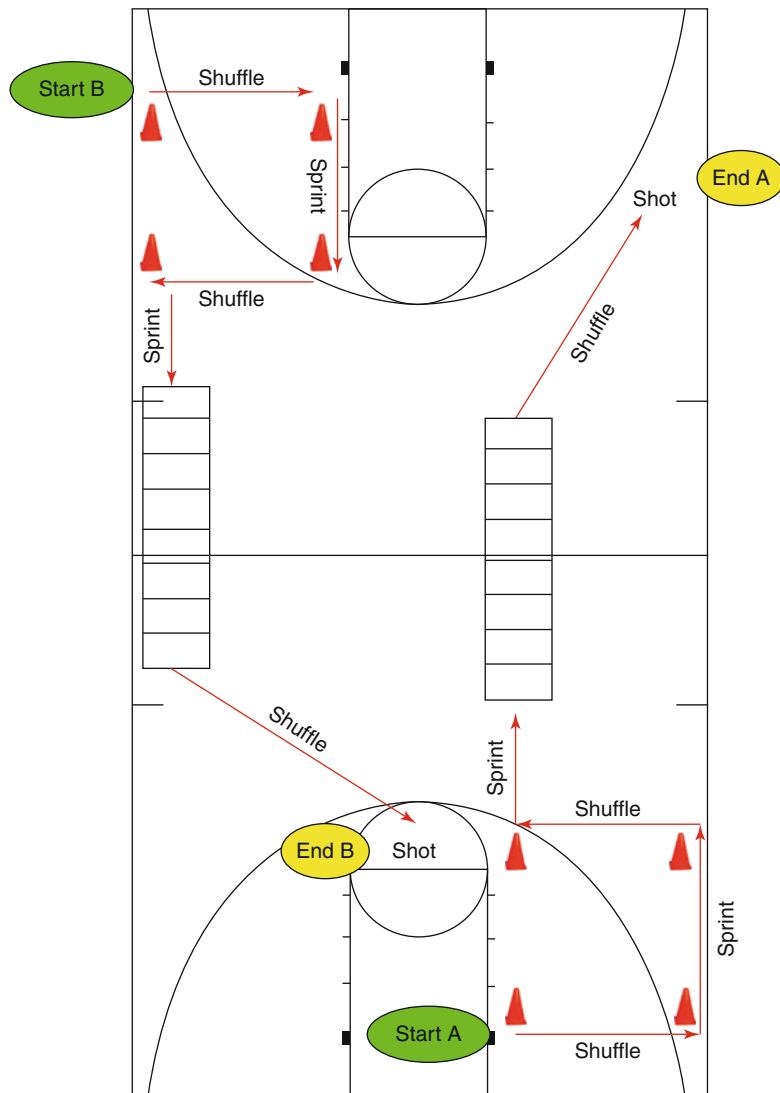 Start B
Shuffle
Sprint
End A
Shot
Shuffle
Sprint
Shuffle
Shuffle
Sprint
Shuffle
End B
Shot
Sprint
Start A
Shuffle